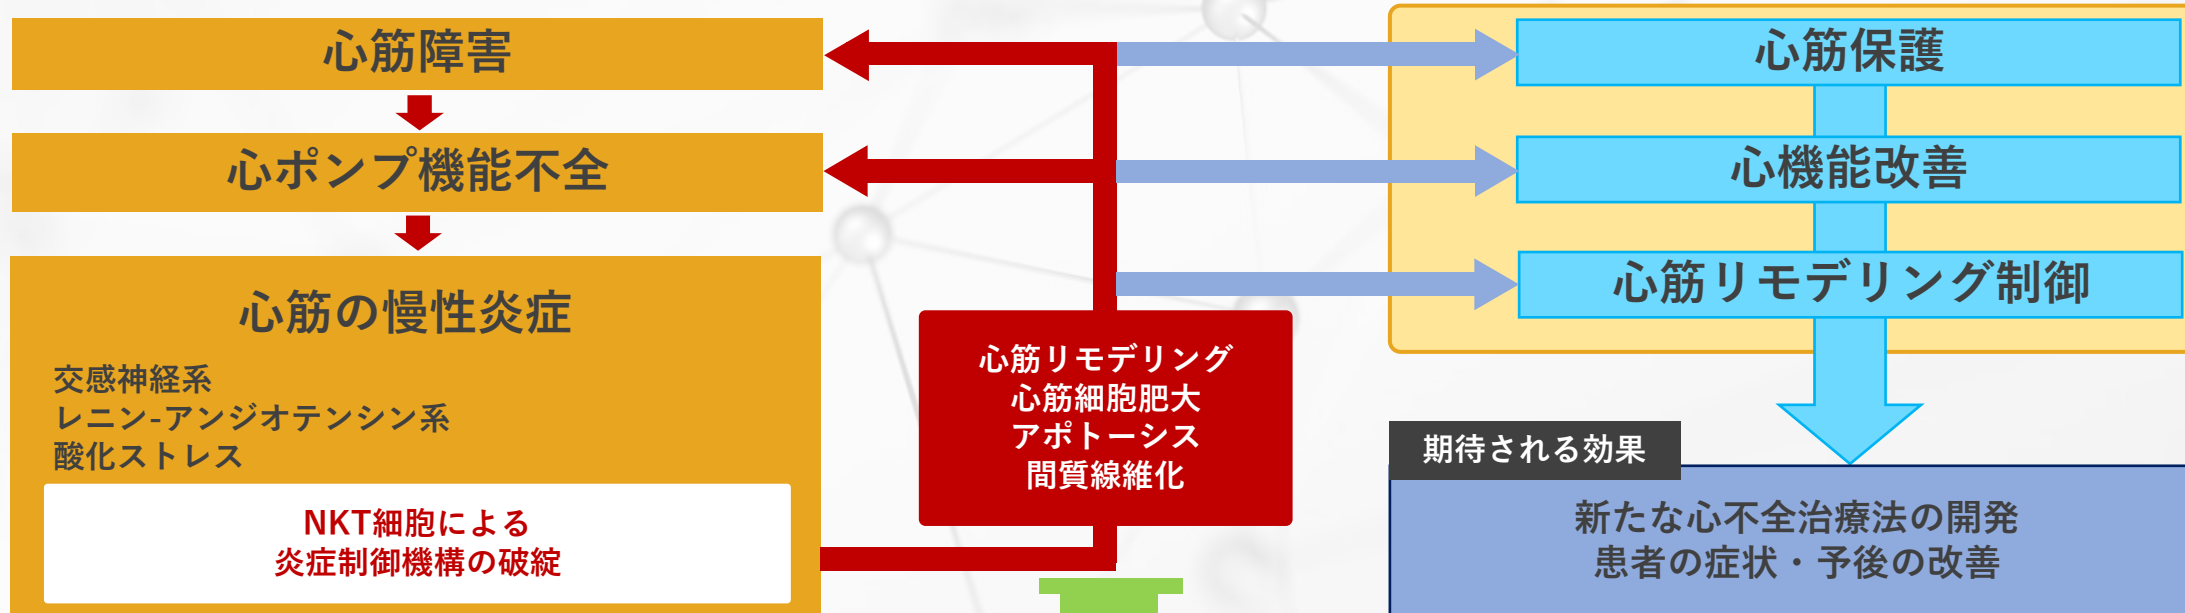 心筋障害
心ポンプ機能不全
心筋の慢性炎症
交感神経系
レニン-アンジオテンシン系
酸化ストレス
NKT細胞による
炎症制御機構の破綻
心筋リモデリング
心筋細胞肥大
アポトーシス
間質線維化
心筋保護
心機能改善
心筋リモデリング制御
期待される効果
新たな心不全治療法の開発
患者の症状・予後の改善